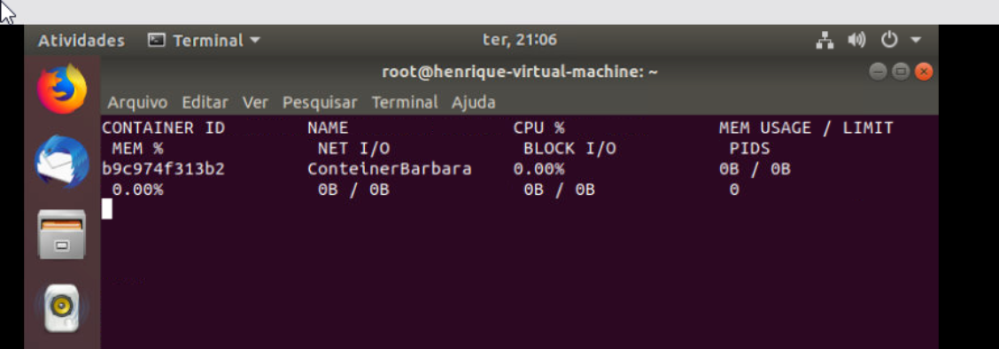 Atividades Terminal ter, 21:06
root@henrique-virtual-machine: ~
Arquivo Editar Ver Pesquisar Terminal Ajuda
CONTAINER ID NAME CPU % MEM USAGE / LIMIT
MEM % NET I/O BLOCK I/O PIDS
b9c974f313b2 ConteinerBarbara 0.00% 0B / 0B
0.00% 0B / 0B 0B / 0B 0